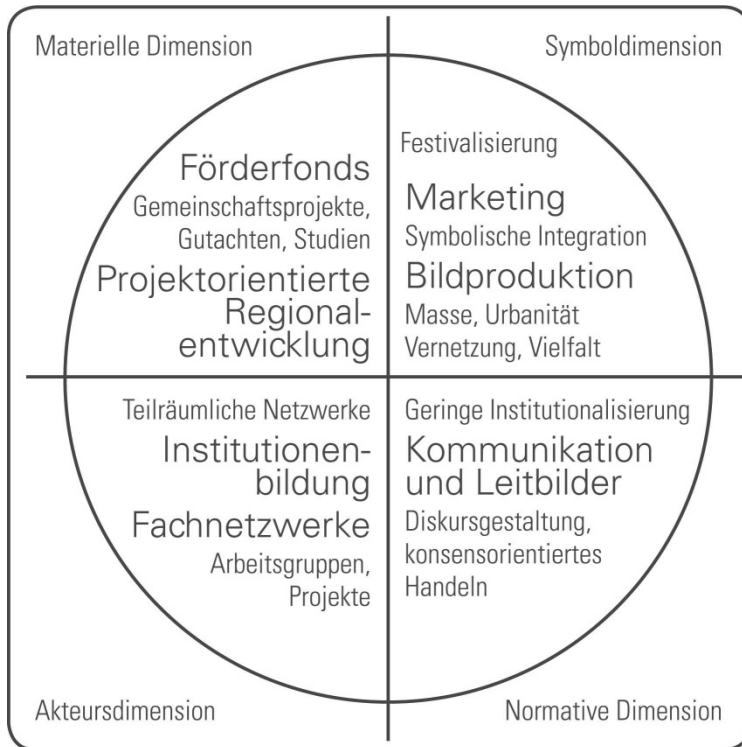 Materielle Dimension
Symboldimension
Förderfonds
Gemeinschaftsprojekte,
Gutachten, Studien
Projektorientierte
Regional-
entwicklung
Festivalisierung
Marketing
Symbolische Integration
Bildproduktion
Masse, Urbanität
Vernetzung, Vielfalt
Teilräumliche Netzwerke
Institutionen-
bildung
Fachnetzwerke
Arbeitsgruppen,
Projekte
Geringe Institutionalisierung
Kommunikation
und Leitbilder
Diskursgestaltung,
konsensorientiertes
Handeln
Akteursdimension
Normative Dimension